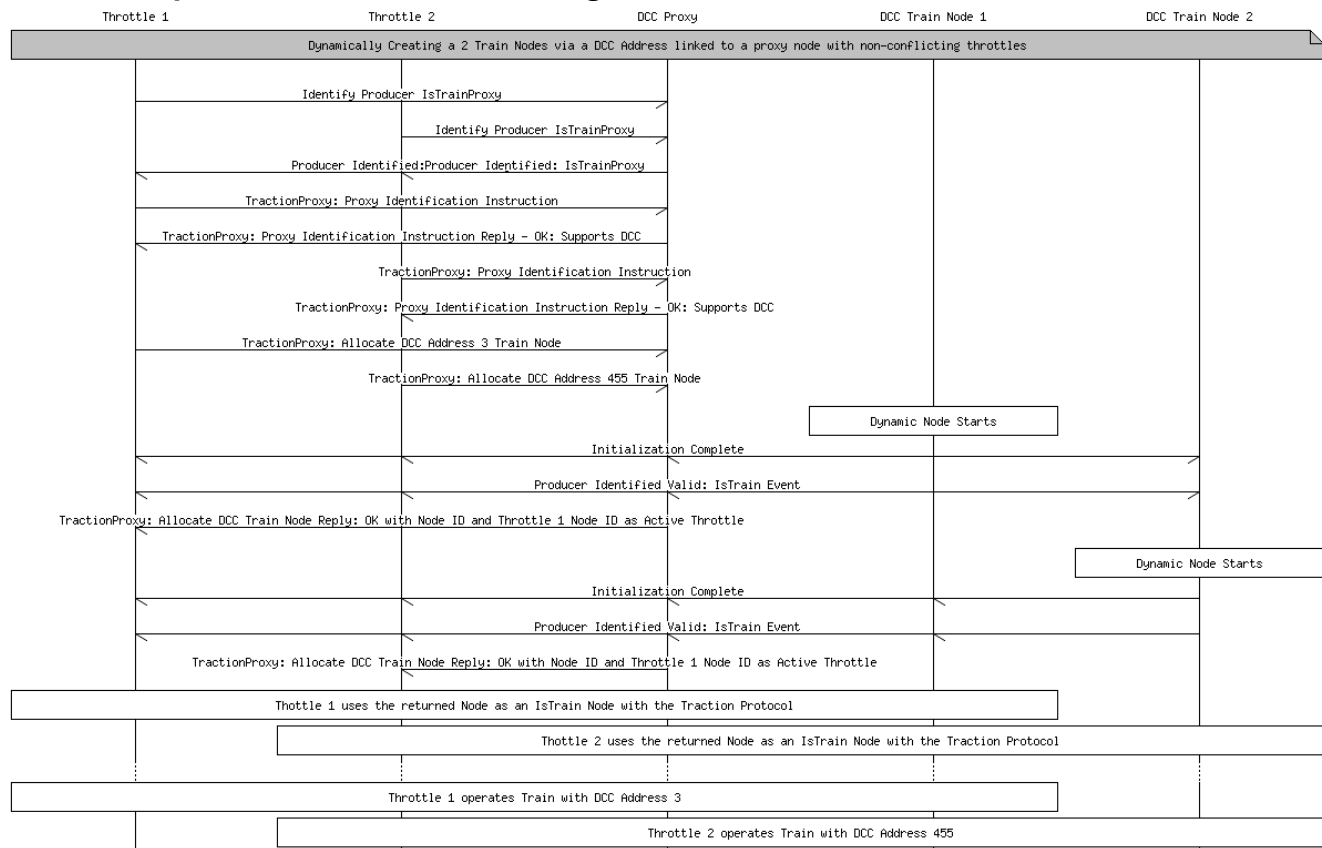 Throttle 1 Throttle 2 DCC Proxy DCC Train Node 1 DCC Train Node 2
Dynamically Creating a 2 Train Nodes via a DCC Address linked to a proxy node with non-conflicting throttles
Identify Producer IsTrainProxy
Identify Producer IsTrainProxy
Producer Identified:Producer Identified: IsTrainProxy
TractionProxy: Proxy Identification Instruction
TractionProxy: Proxy Identification Instruction Reply - OK: Supports DCC
TractionProxy: Proxy Identification Instruction
TractionProxy: Proxy Identification Instruction Reply - OK: Supports DCC
TractionProxy: Allocate DCC Address 3 Train Node
TractionProxy: Allocate DCC Address 455 Train Node
Dynamic Node Starts
Initialization Complete
Producer Identified Valid: IsTrain Event
TractionProxy: Allocate DCC Train Node Reply: OK with Node ID and Throttle 1 Node ID as Active Throttle
Dynamic Node Starts
Initialization Complete
Producer Identified Valid: IsTrain Event
TractionProxy: Allocate DCC Train Node Reply: OK with Node ID and Throttle 1 Node ID as Active Throttle
Thottle 1 uses the returned Node as an IsTrain Node with the Traction Protocol
Thottle 2 uses the returned Node as an IsTrain Node with the Traction Protocol
Throttle 1 operates Train with DCC Address 3
Throttle 2 operates Train with DCC Address 455